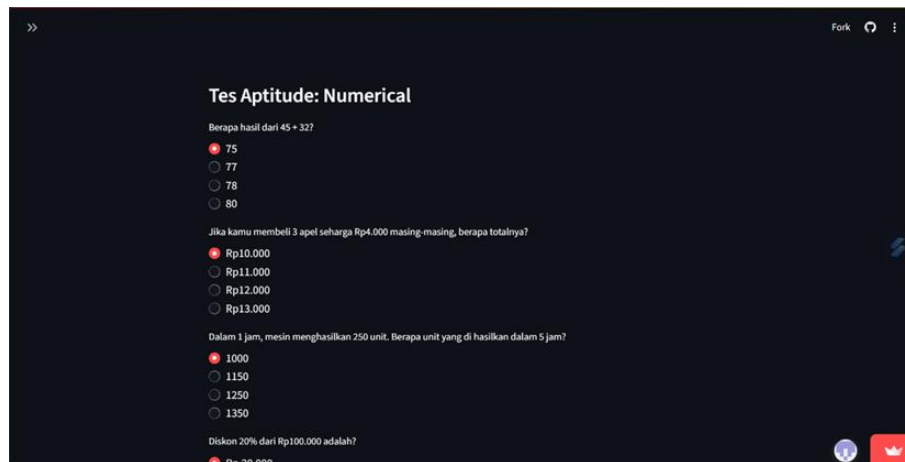 Fork
Tes Aptitude: Numerical
Berapa hasil dari 45 + 32?
75
77
78
80
Jika kamu membeli 3 apel seharga Rp4.000 masing-masing, berapa totalnya?
Rp10.000
Rp11.000
Rp12.000
Rp13.000
Dalam 1 jam, mesin menghasilkan 250 unit. Berapa unit yang di hasilkan dalam 5 jam?
1000
1150
1250
1350
Diskon 20% dari Rp100.000 adalah?